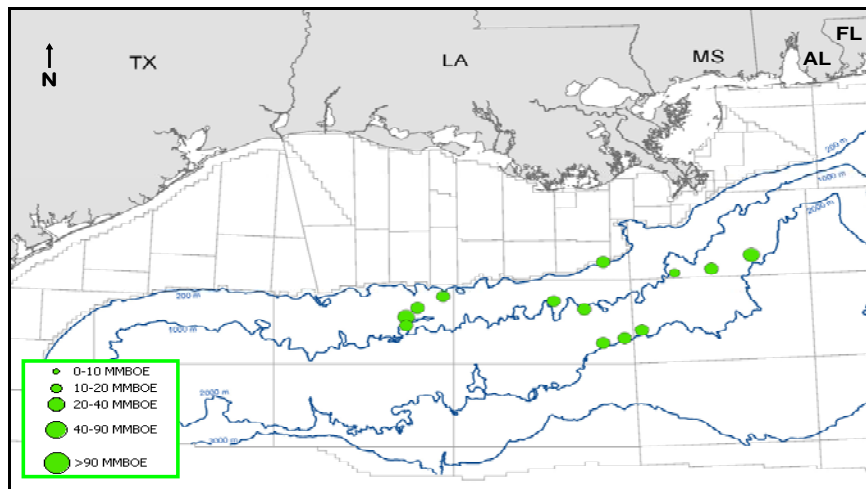 TX
LA
MS
AL
FL
N
200 m
1000 m
2000 m
200 m
1000 m
2000 m
3000 m
0-10 MMBOE
10-20 MMBOE
20-40 MMBOE
40-90 MMBOE
>90 MMBOE